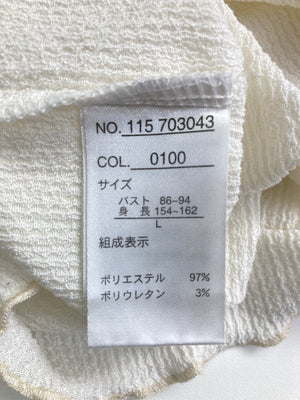 NO. 115 703043
COL. 0100
サイズ
バスト 86~94
身 長 154~162
L
組成表示
ポリエステル 97%
ポリウレタン 3%